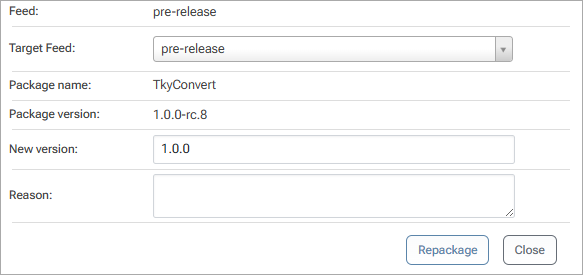 Feed: pre-release
Target Feed: pre-release
Package name: TkyConvert
Package version: 1.0.0-rc.8
New version: 1.0.0
Reason:
Repackage Close